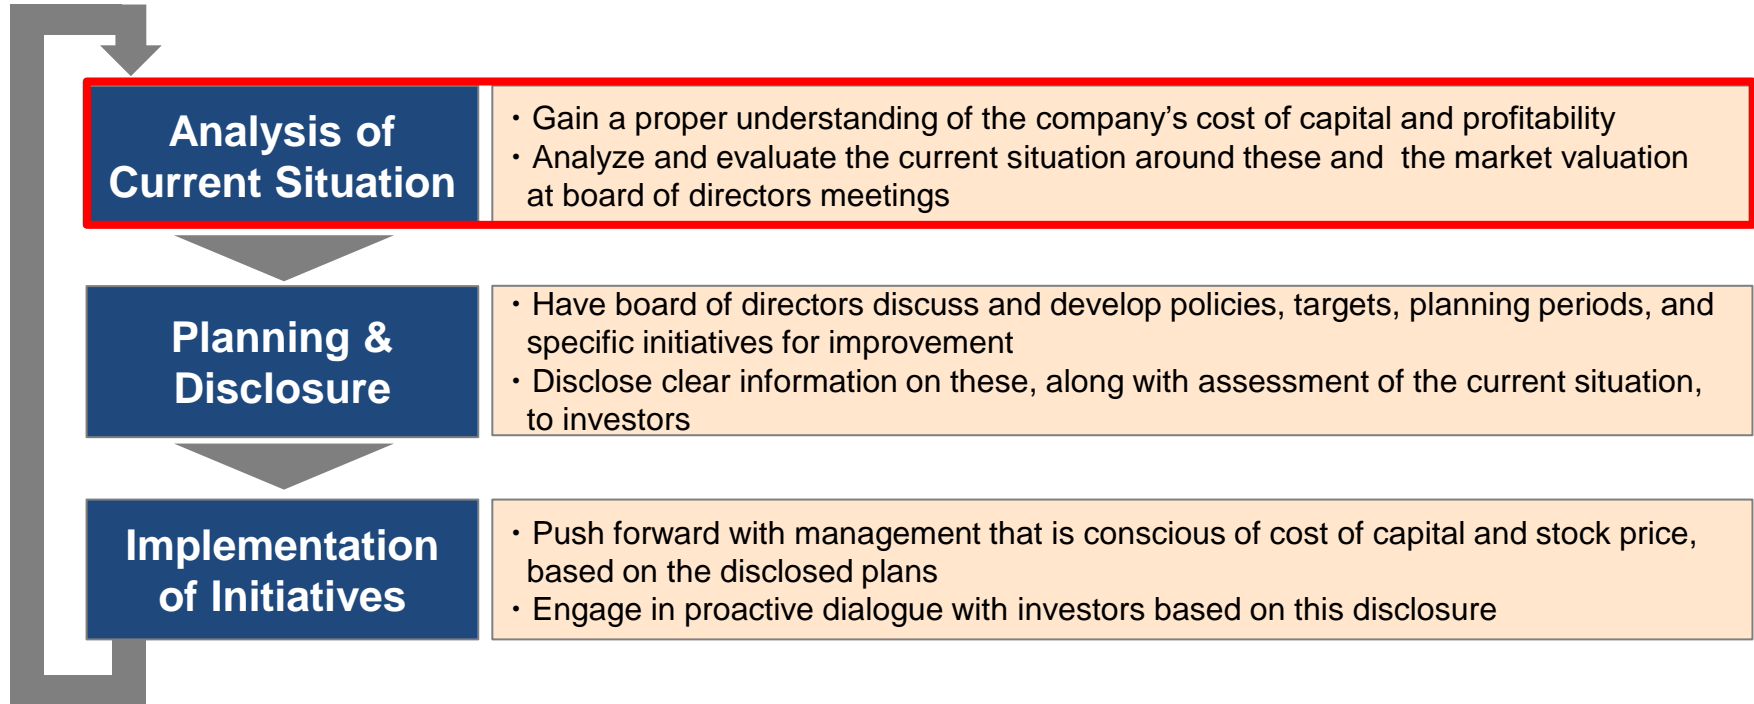 Analysis of
Current Situation
・Gain a proper understanding of the company’s cost of capital and profitability
・Analyze and evaluate the current situation around these and  the market valuation
at board of directors meetings
Planning &
Disclosure
・Have board of directors discuss and develop policies, targets, planning periods, and
specific initiatives for improvement
・Disclose clear information on these, along with assessment of the current situation,
to investors
Implementation
of Initiatives
・Push forward with management that is conscious of cost of capital and stock price,
based on the disclosed plans
・Engage in proactive dialogue with investors based on this disclosure